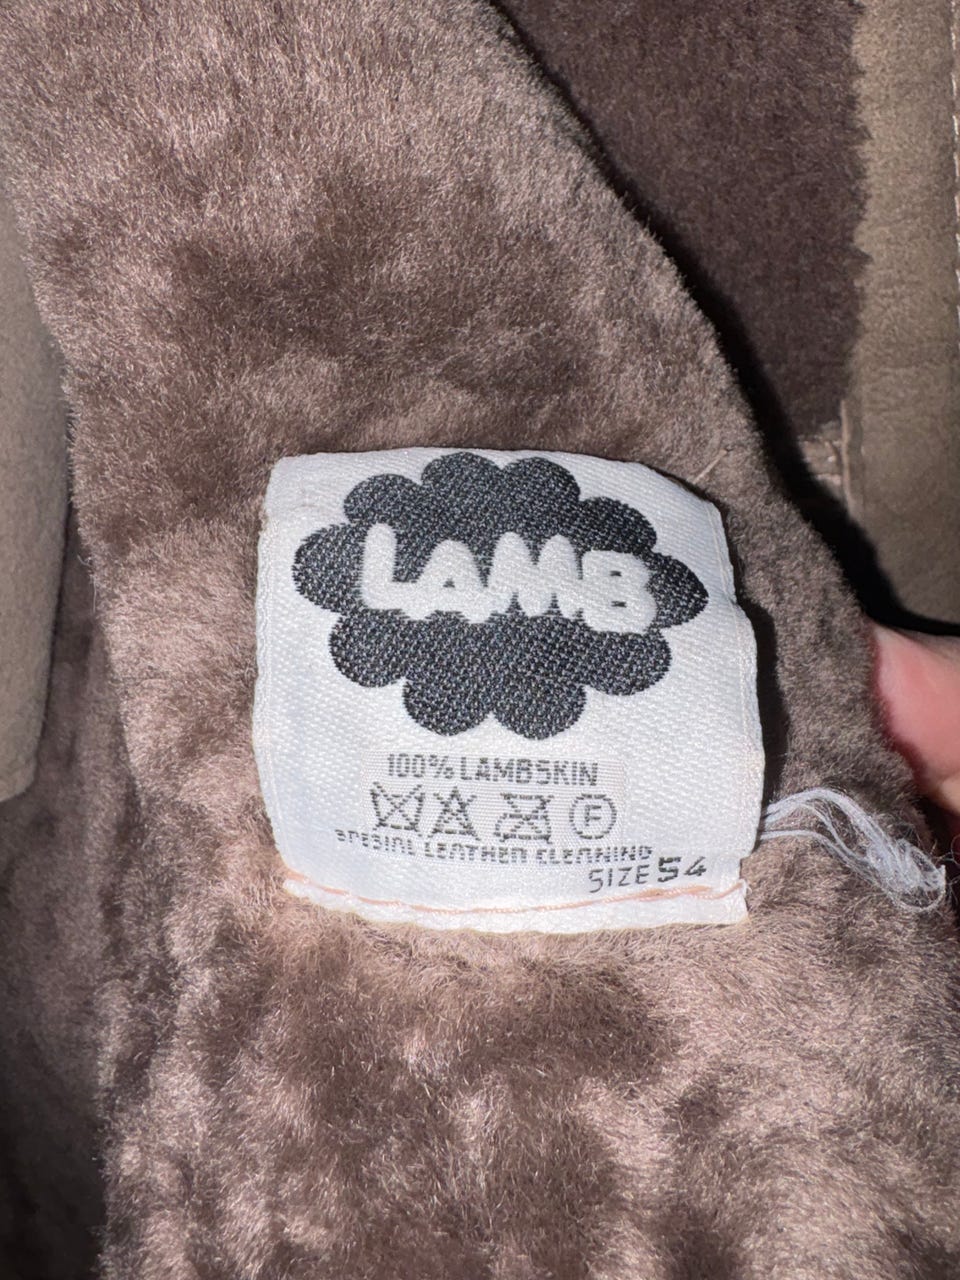 LAMB
100% LAMBSKIN
F
SPECIAL LEATHER CLEANING
SIZE 54